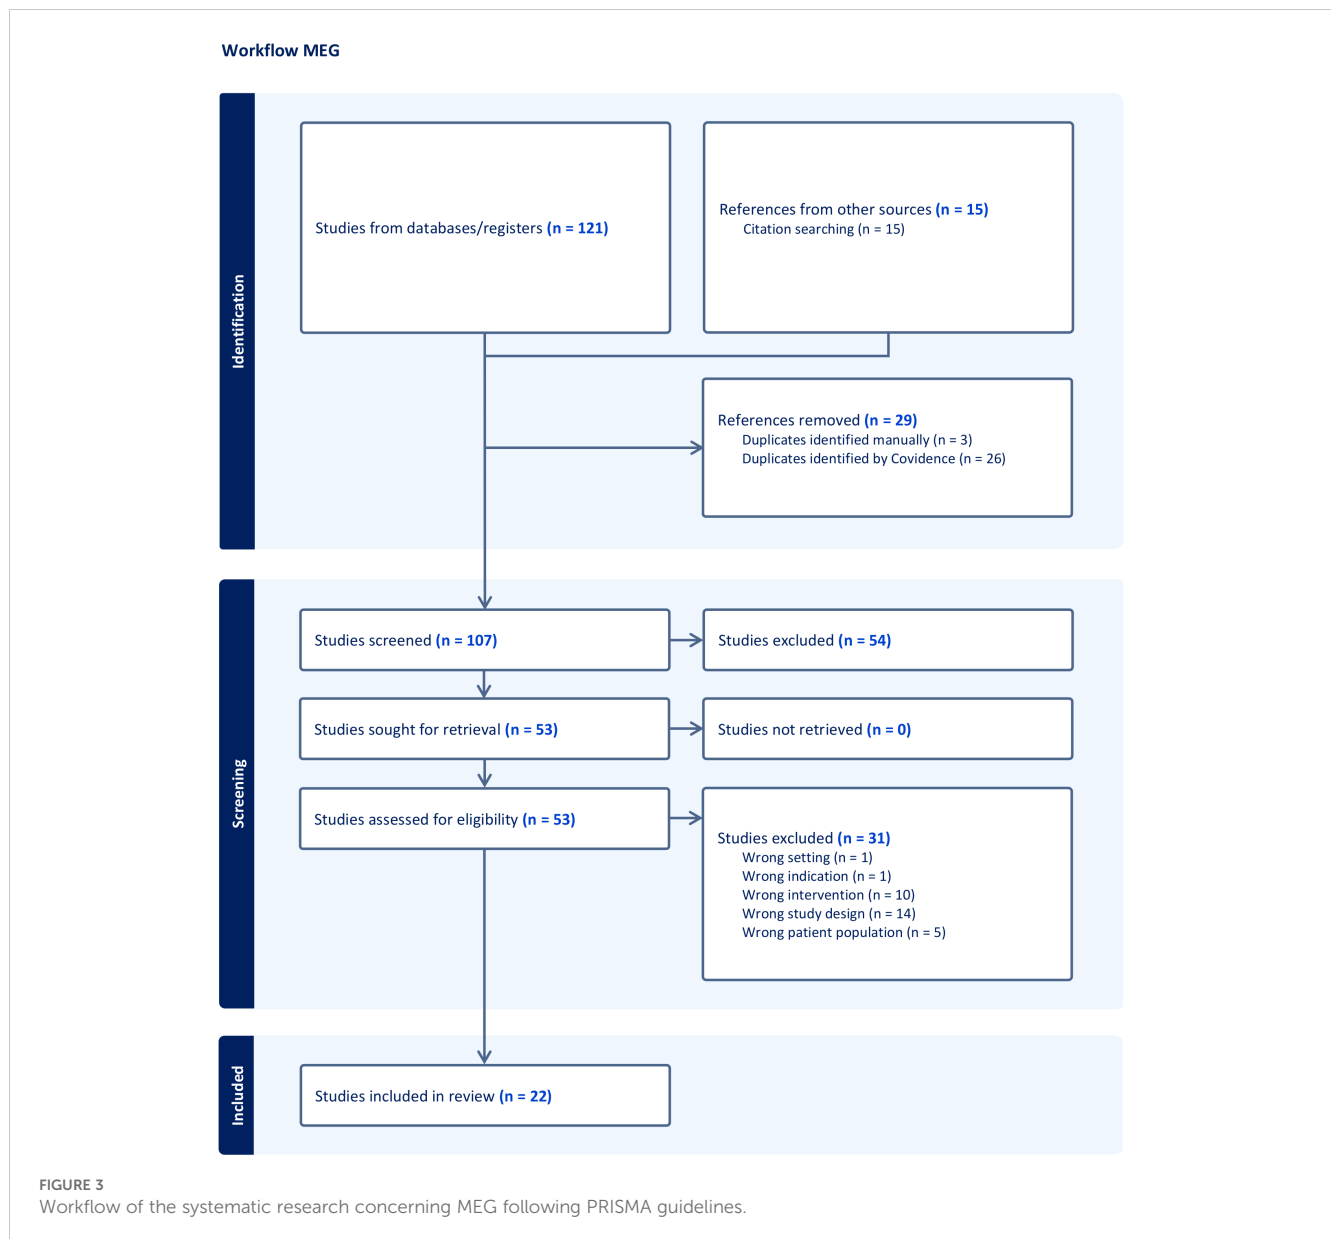 Workflow MEG
Identification
Studies from databases/registers (n = 121)
References from other sources (n = 15)
Citation searching (n = 15)
References removed (n = 29)
Duplicates identified manually (n = 3)
Duplicates identified by Covidence (n = 26)
Screening
Studies screened (n = 107)
Studies excluded (n = 54)
Studies sought for retrieval (n = 53)
Studies not retrieved (n = 0)
Studies assessed for eligibility (n = 53)
Studies excluded (n = 31)
Wrong setting (n = 1)
Wrong indication (n = 1)
Wrong intervention (n = 10)
Wrong study design (n = 14)
Wrong patient population (n = 5)
Included
Studies included in review (n = 22)
FIGURE 3
Workflow of the systematic research concerning MEG following PRISMA guidelines.